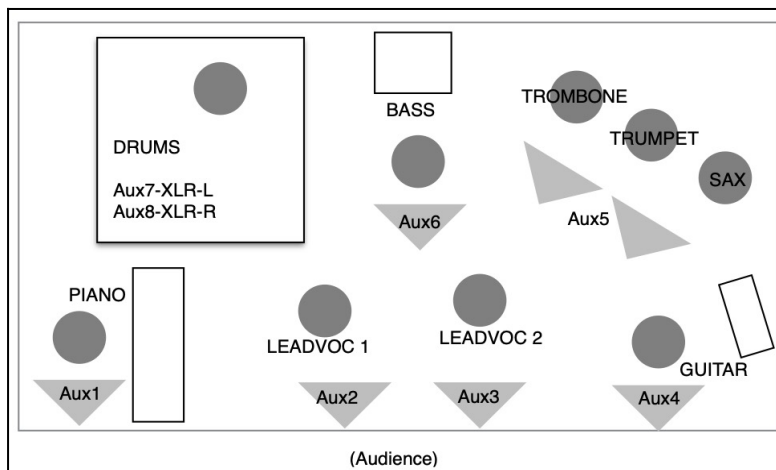 TROMBONE
BASS
TRUMPET
DRUMS
SAX
Aux7-XLR-L
Aux8-XLR-R
Aux6
Aux5
PIANO
LEADVOC 1
LEADVOC 2
GUITAR
Aux1
Aux2
Aux3
Aux4
(Audience)